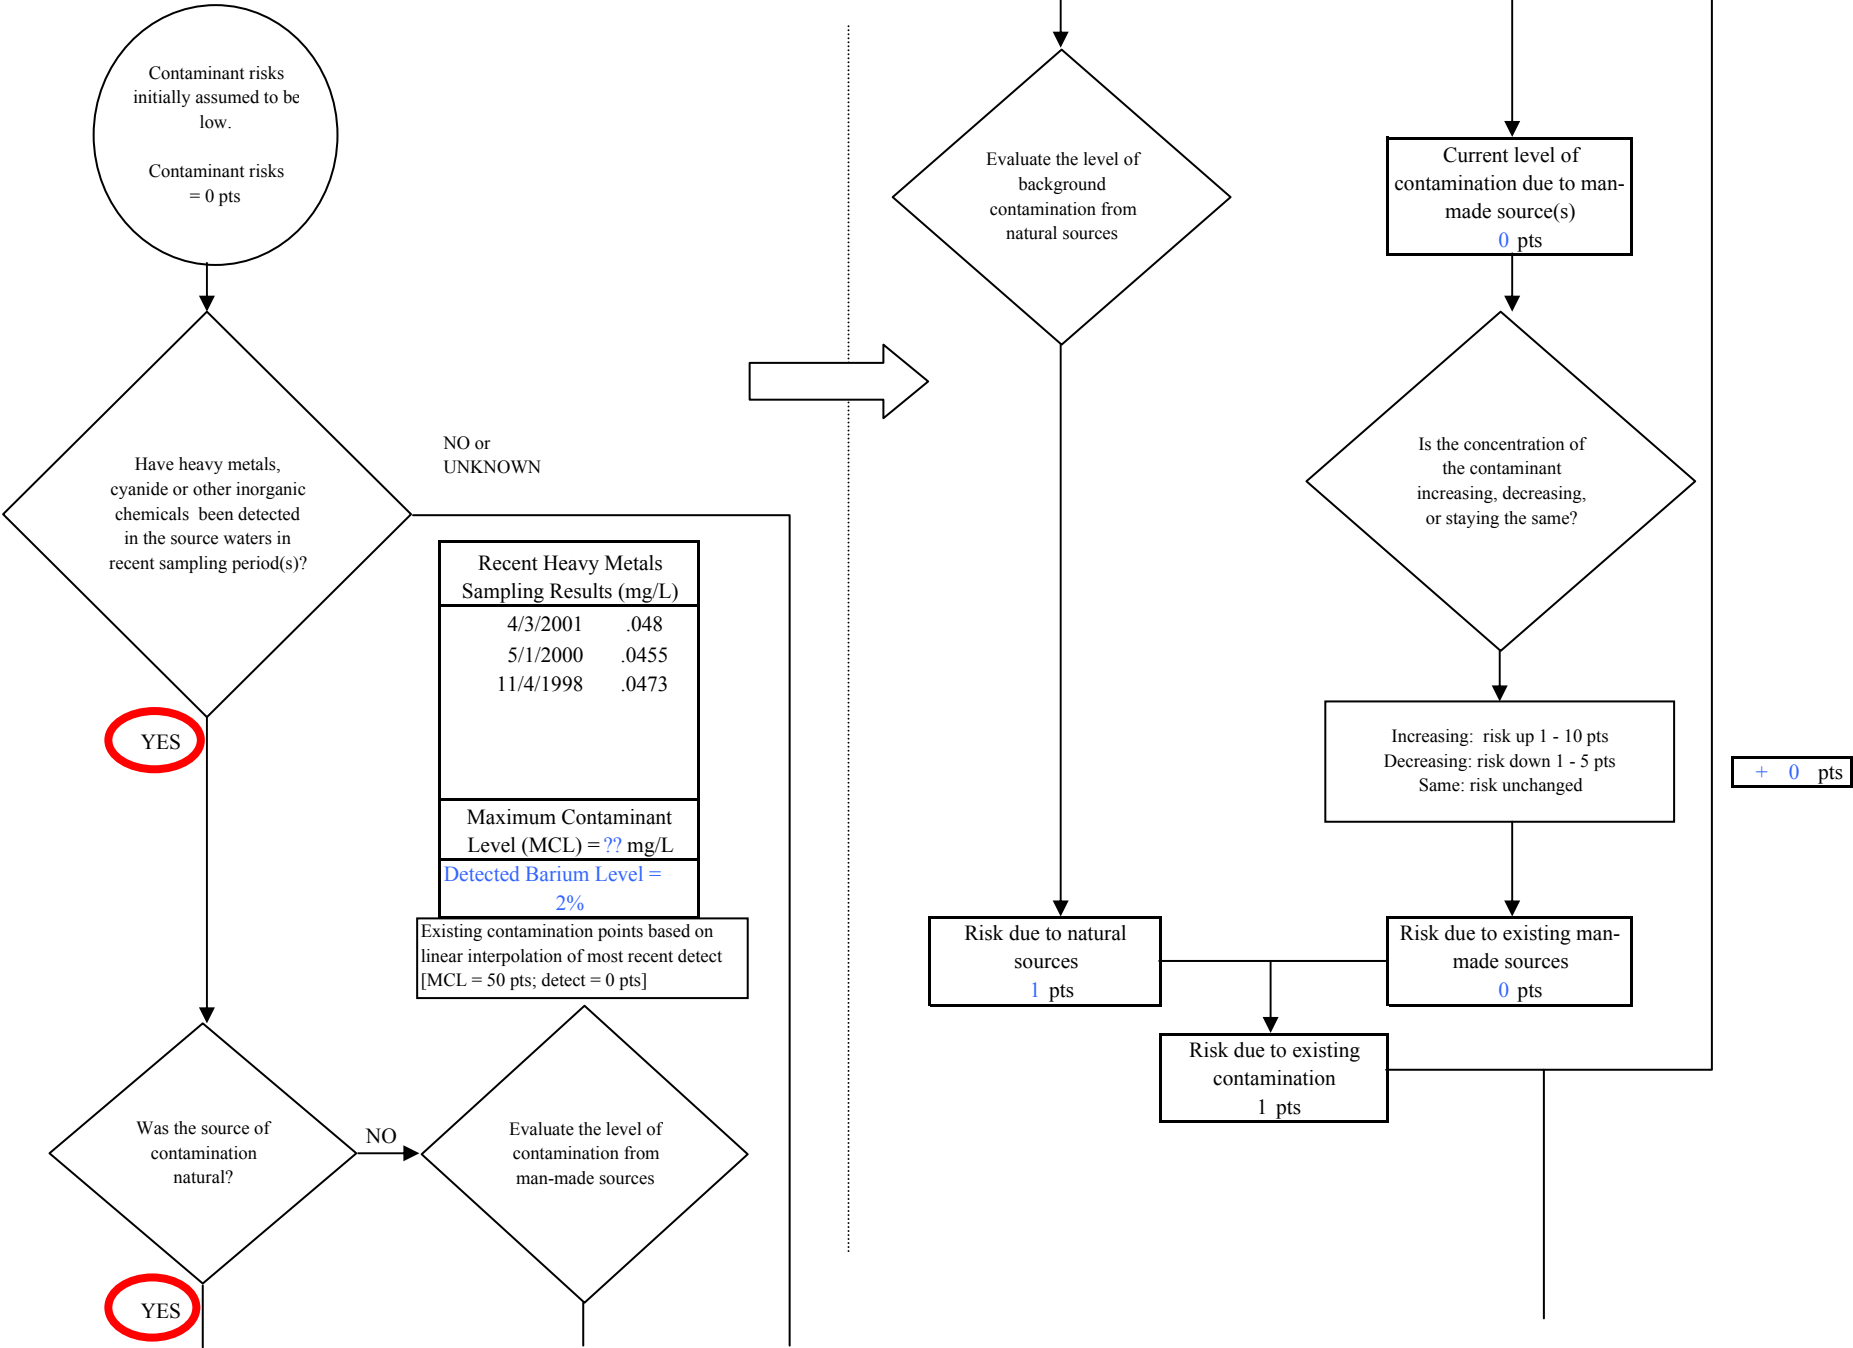 Contaminant risks
initially assumed to be
low.
Contaminant risks
= 0 pts
Have heavy metals,
cyanide or other inorganic
chemicals been detected
in the source waters in
recent sampling period(s)?
NO or
UNKNOWN
YES
Recent Heavy Metals
Sampling Results (mg/L)
4/3/2001 .048
5/1/2000 .0455
11/4/1998 .0473
Maximum Contaminant
Level (MCL) = ?? mg/L
Detected Barium Level =
2%
Existing contamination points based on
linear interpolation of most recent detect
[MCL = 50 pts; detect = 0 pts]
Was the source of
contamination
natural?
NO
Evaluate the level of
contamination from
man-made sources
YES
Evaluate the level of
background
contamination from
natural sources
Current level of
contamination due to man-
made source(s)
0 pts
Is the concentration of
the contaminant
increasing, decreasing,
or staying the same?
Increasing: risk up 1 - 10 pts
Decreasing: risk down 1 - 5 pts
Same: risk unchanged
+ 0 pts
Risk due to natural
sources
1 pts
Risk due to existing man-
made sources
0 pts
Risk due to existing
contamination
1 pts